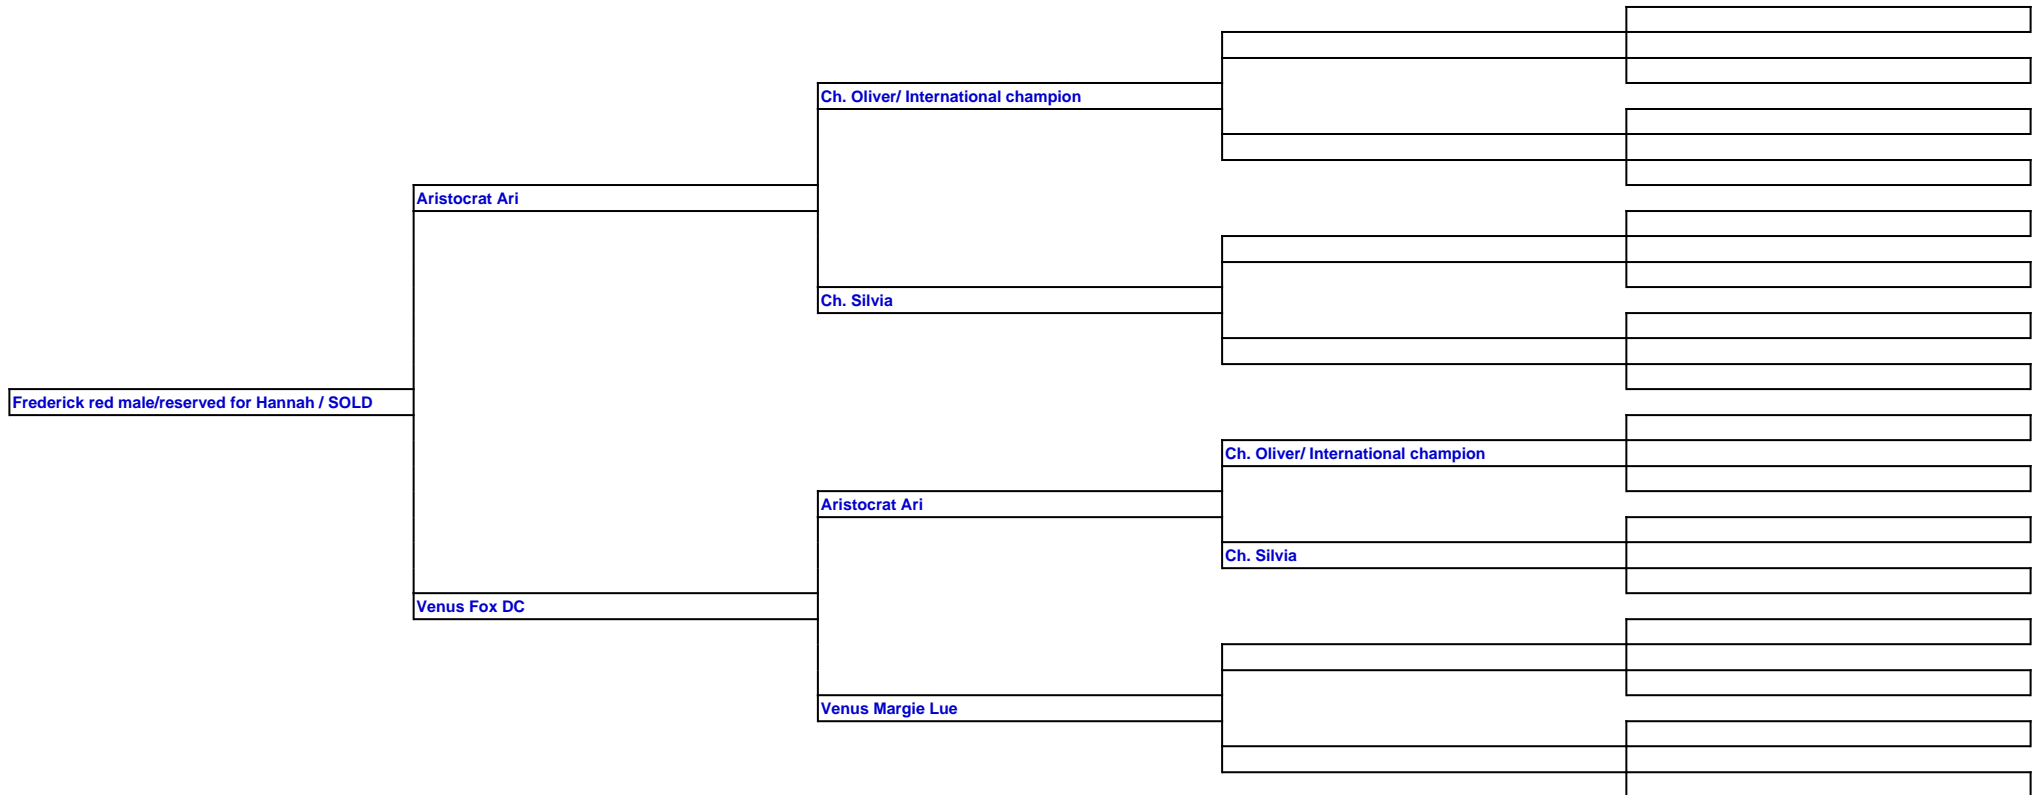 Ch. Oliver/ International champion
Aristocrat Ari
Ch. Silvia
Frederick red male/reserved for Hannah / SOLD
Ch. Oliver/ International champion
Aristocrat Ari
Ch. Silvia
Venus Fox DC
Venus Margie Lue